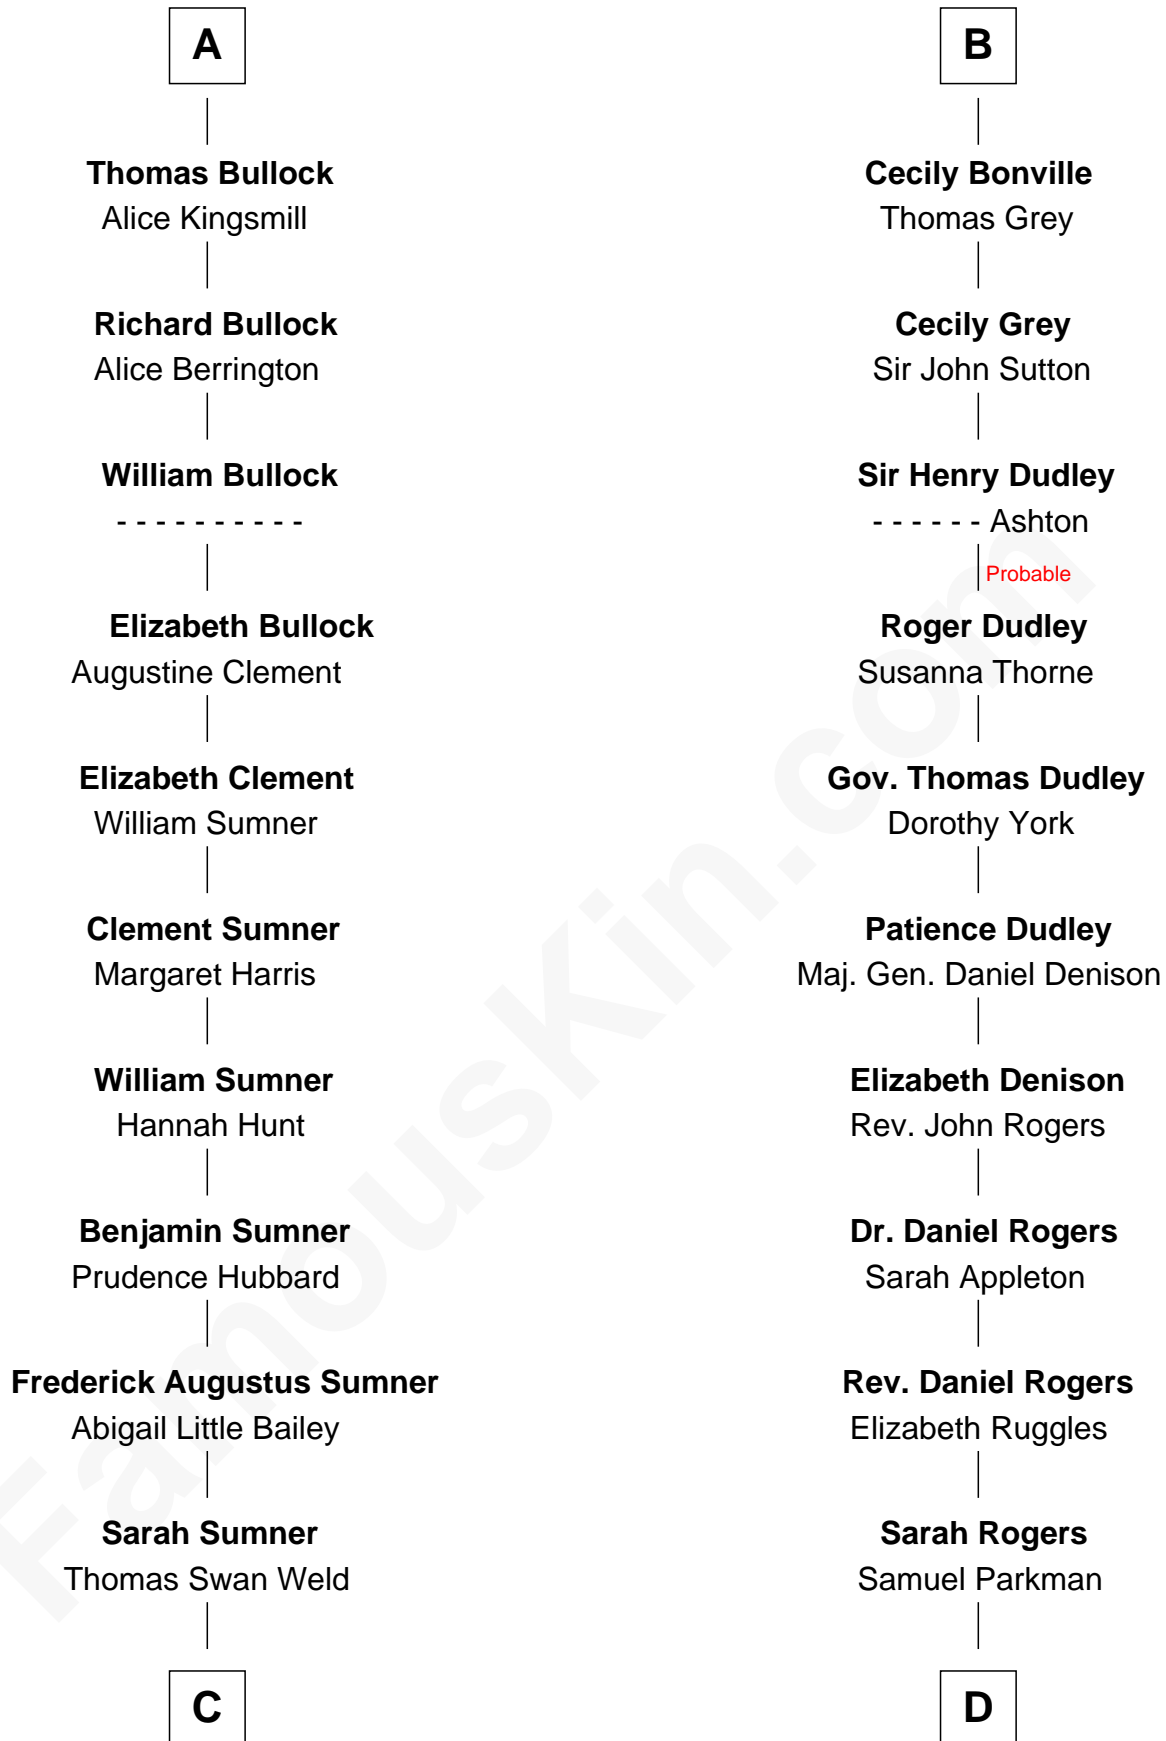 A
Thomas Bullock
Alice Kingsmill
Richard Bullock
Alice Berrington
William Bullock
- - - - - - - - - -
Elizabeth Bullock
Augustine Clement
Elizabeth Clement
William Sumner
Clement Sumner
Margaret Harris
William Sumner
Hannah Hunt
Benjamin Sumner
Prudence Hubbard
Frederick Augustus Sumner
Abigail Little Bailey
Sarah Sumner
Thomas Swan Weld
C
B
Cecily Bonville
Thomas Grey
Cecily Grey
Sir John Sutton
Sir Henry Dudley
- - - - - - Ashton
Probable
Roger Dudley
Susanna Thorne
Gov. Thomas Dudley
Dorothy York
Patience Dudley
Maj. Gen. Daniel Denison
Elizabeth Denison
Rev. John Rogers
Dr. Daniel Rogers
Sarah Appleton
Rev. Daniel Rogers
Elizabeth Ruggles
Sarah Rogers
Samuel Parkman
D
FamousKin.com